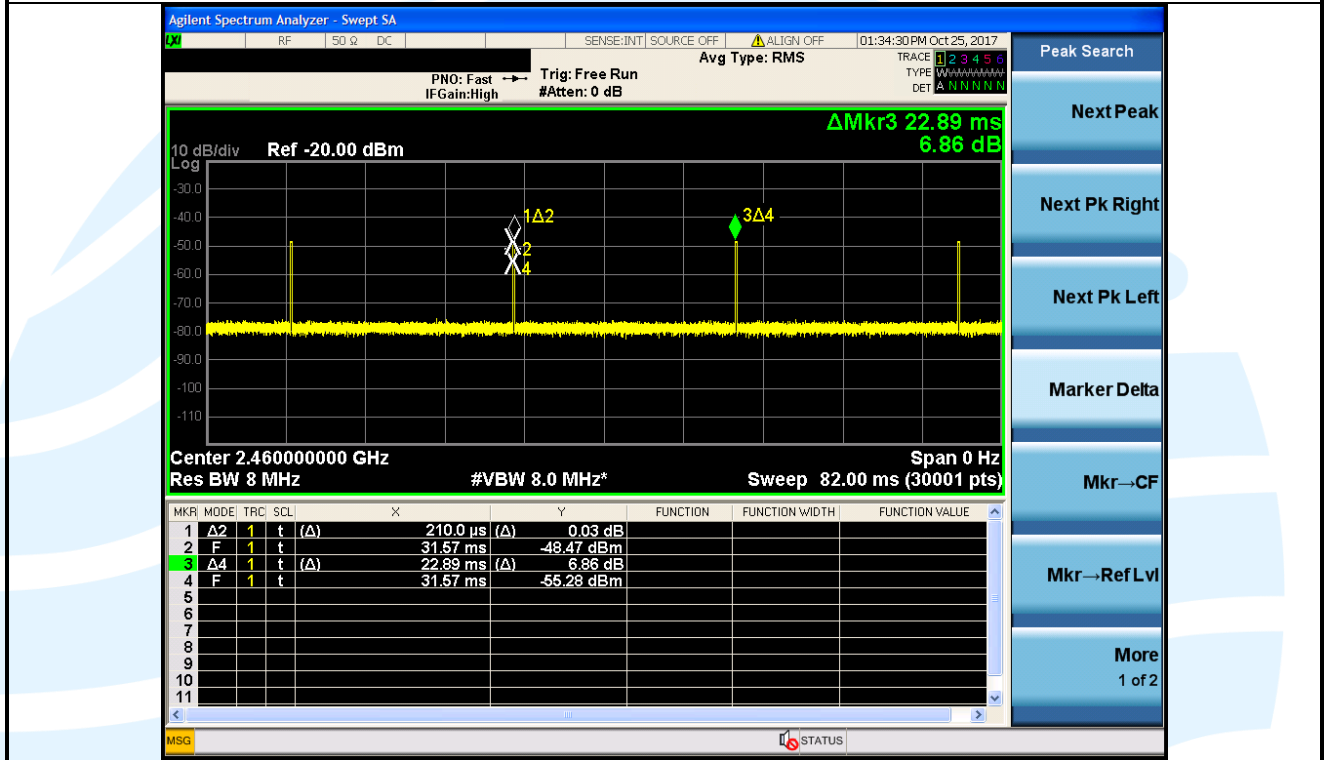 Agilent Spectrum Analyzer - Swept SA
LXI RF 50 Ω DC SENSE:INT SOURCE OFF ALIGN OFF 01:34:30 PM Oct 25, 2017
PNO: Fast
IFGain:High
Trig: Free Run
#Atten: 0 dB
Avg Type: RMS
TRACE 1 2 3 4 5 6
TYPE WWWWWW
DET A N N N N N
ΔMkr3 22.89 ms
6.86 dB
10 dB/div Ref -20.00 dBm
Log
-30.0
-40.0
-50.0
-60.0
-70.0
-80.0
-90.0
-100
-110
1Δ2
2
4
3Δ4
Center 2.460000000 GHz Span 0 Hz
Res BW 8 MHz #VBW 8.0 MHz* Sweep 82.00 ms (30001 pts)
MKR MODE TRC SCL X Y FUNCTION FUNCTION WIDTH FUNCTION VALUE
1 Δ2 1 t (Δ) 210.0 µs (Δ) 0.03 dB
2 F 1 t 31.57 ms -48.47 dBm
3 Δ4 1 t (Δ) 22.89 ms (Δ) 6.86 dB
4 F 1 t 31.57 ms -55.28 dBm
5
6
7
8
9
10
11
MSG STATUS
Peak Search
Next Peak
Next Pk Right
Next Pk Left
Marker Delta
Mkr→CF
Mkr→Ref Lvl
More
1 of 2